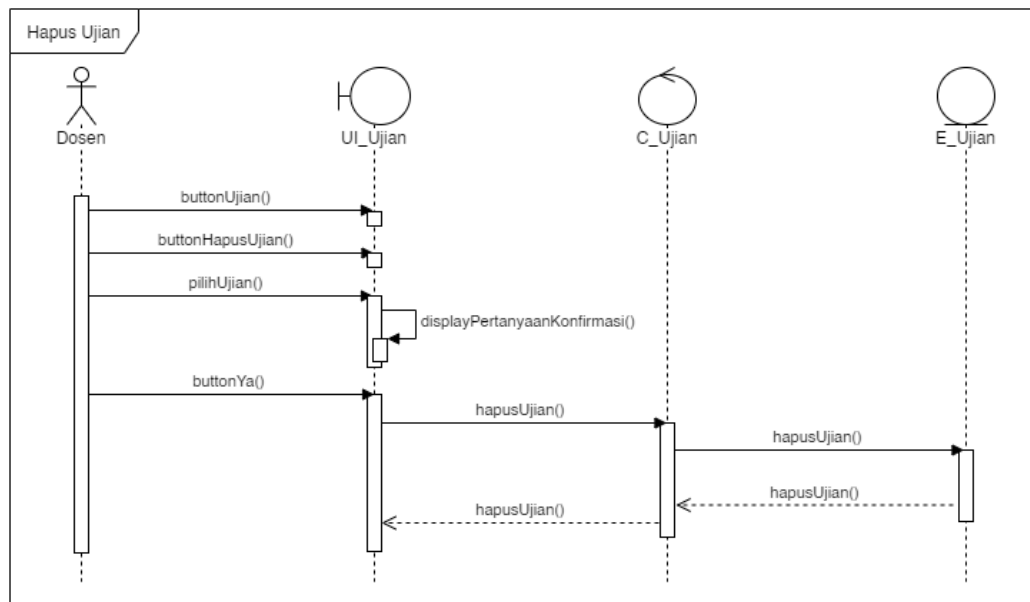 Hapus Ujian
Dosen
UI_Ujian
C_Ujian
E_Ujian
buttonUjian()
buttonHapusUjian()
pilihUjian()
displayPertanyaanKonfirmasi()
buttonYa()
hapusUjian()
hapusUjian()
hapusUjian()
hapusUjian()